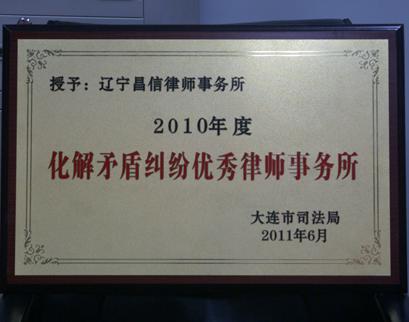 授予：辽宁昌信律师事务所
2010年度
化解矛盾纠纷优秀律师事务所
大连市司法局
2011年6月